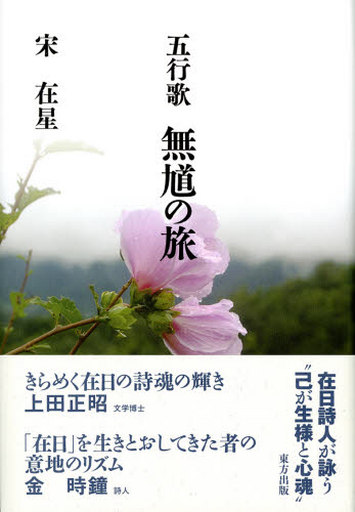 五行歌 無窮の旅
宋 在星
在日詩人が詠う
〝己が生様と心魂〟
東方出版
きらめく在日の詩魂の輝き
上田正昭 文学博士
「在日」を生きとおしてきた者の
意地のリズム
金 時鐘 詩人